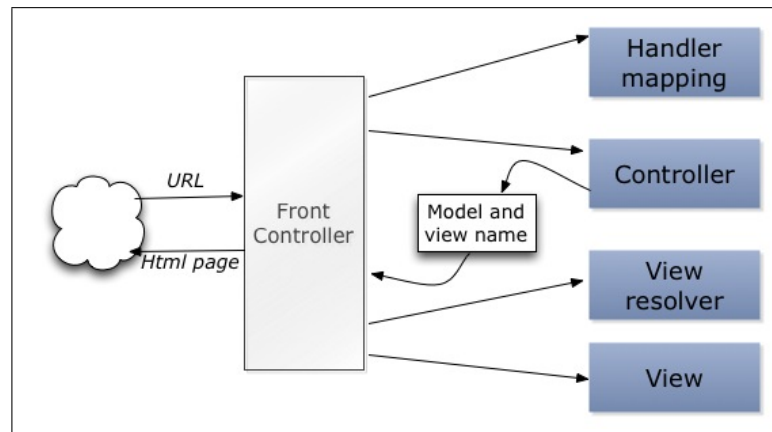 URL
Html page
Front
Controller
Model and
view name
Handler
mapping
Controller
View
resolver
View